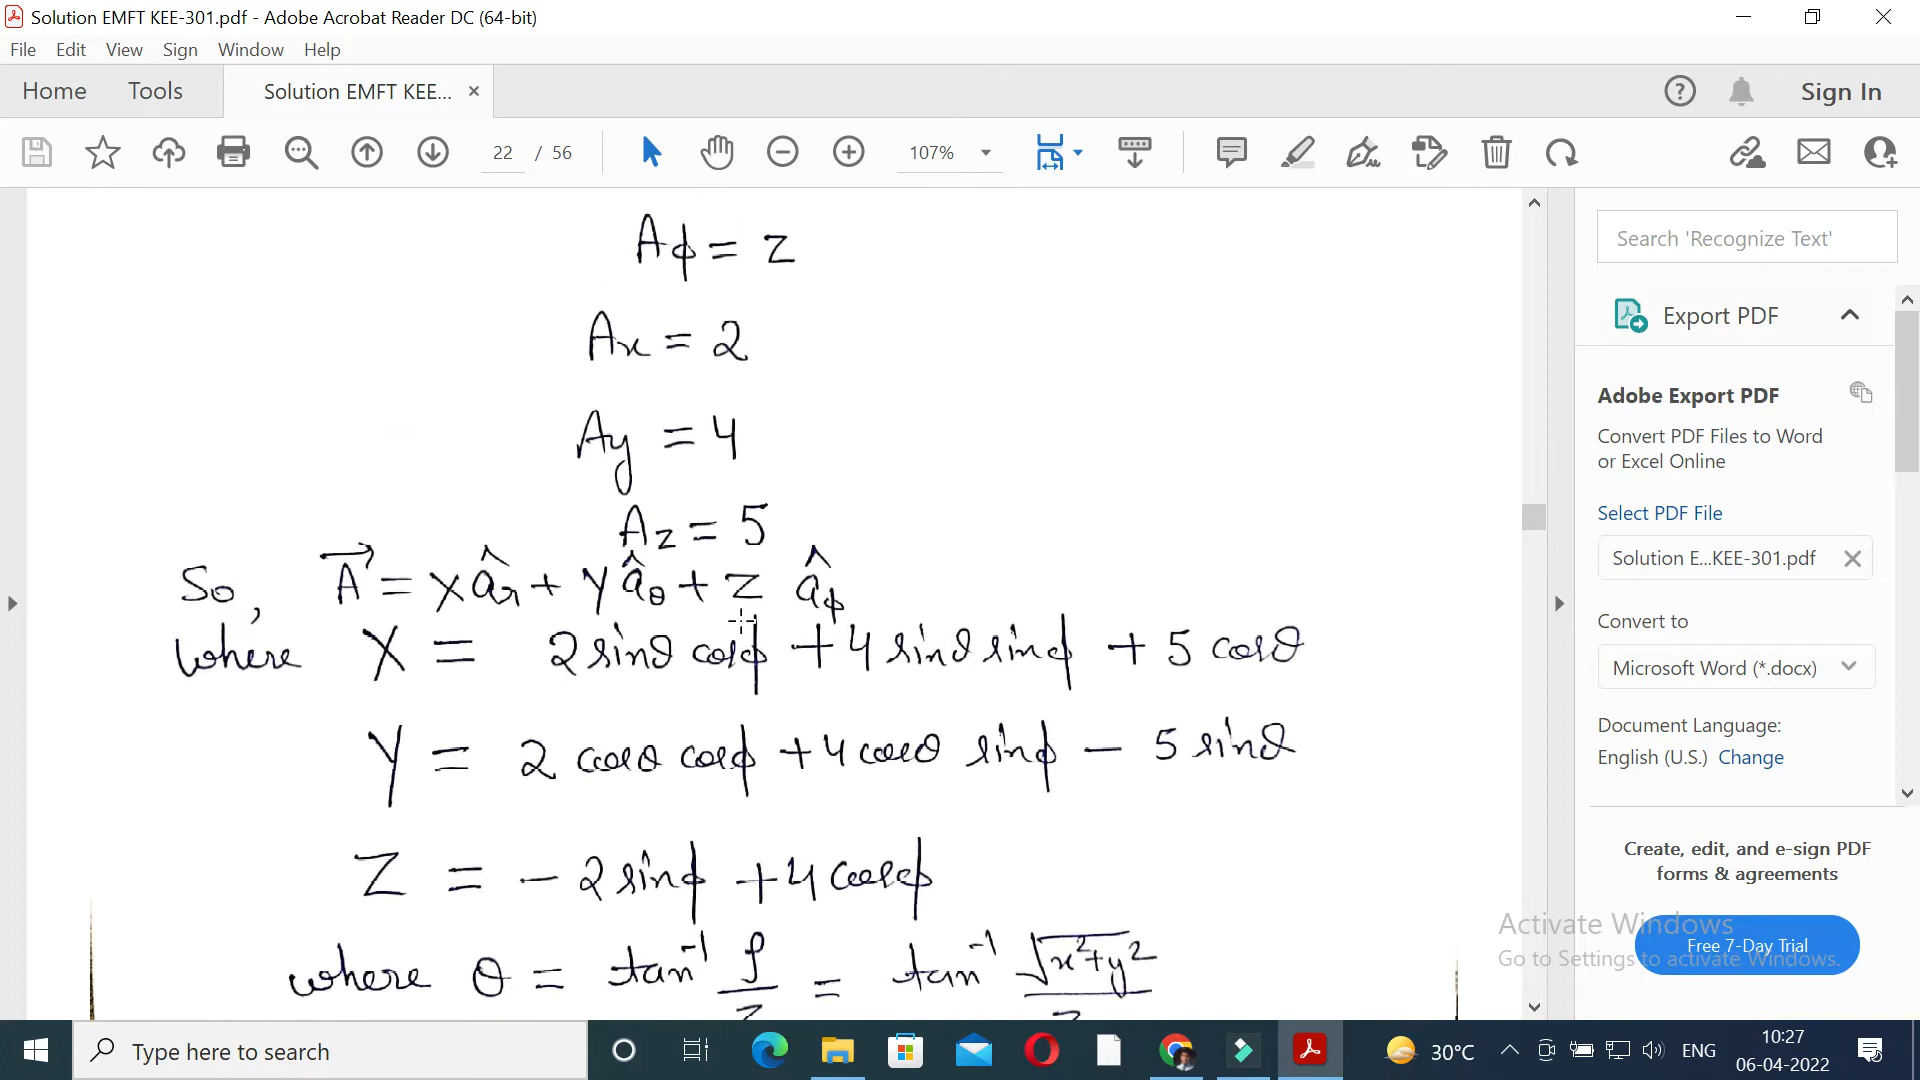 Solution EMFT KEE-301.pdf - Adobe Acrobat Reader DC (64-bit)
File Edit View Sign Window Help
Home Tools Solution EMFT KEE... × Sign In
22 / 56 107%
Aϕ = z
Ax = 2
Ay = 4
Az = 5
So, A⃗ = X âr + Y âθ + Z âϕ
where X = 2 sinθ cosϕ + 4 sinθ sinϕ + 5 cosθ
Y = 2 cosθ cosϕ + 4 cosθ sinϕ − 5 sinθ
Z = − 2 sinϕ + 4 cosϕ
where θ = tan⁻¹ ρ/z = tan⁻¹ √(x²+y²)/z
Search 'Recognize Text'
Export PDF
Adobe Export PDF
Convert PDF Files to Word
or Excel Online
Select PDF File
Solution E...KEE-301.pdf
Convert to
Microsoft Word (*.docx)
Document Language:
English (U.S.) Change
Create, edit, and e-sign PDF
forms & agreements
Free 7-Day Trial
Activate Windows
Go to Settings to activate Windows.
Type here to search
30°C ENG
10:27
06-04-2022